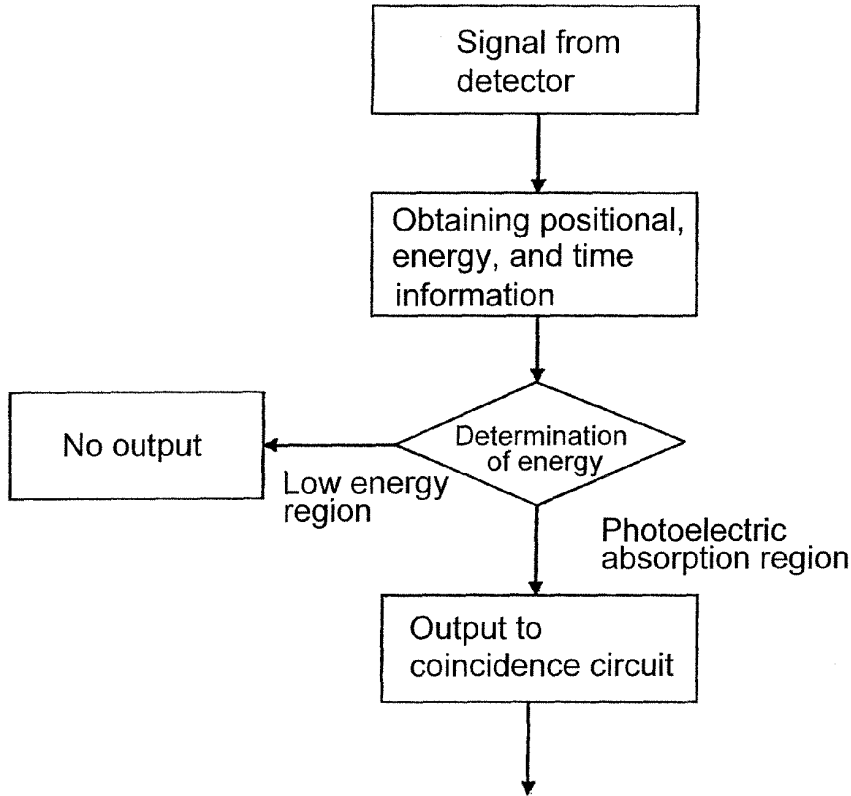 Signal from
detector
Obtaining positional,
energy, and time
information
Determination
of energy
No output
Low energy
region
Photoelectric
absorption region
Output to
coincidence circuit